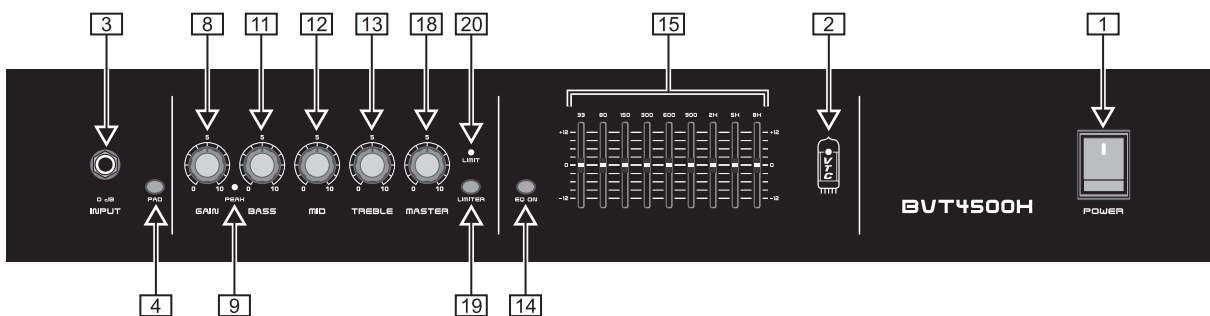 3 8 11 12 13 18 20 15 2 1
5 5 5 5 5
33 80 150 300 600 900 2K 5K 8K
+12 +12
LIMIT
0 0
VTC
0 10 0 10 0 10 0 10 0 10
0 dB PAD PEAK LIMITER EQ ON -12 -12
INPUT GAIN BASS MID TREBLE MASTER
BVT4500H
POWER
4 9 19 14